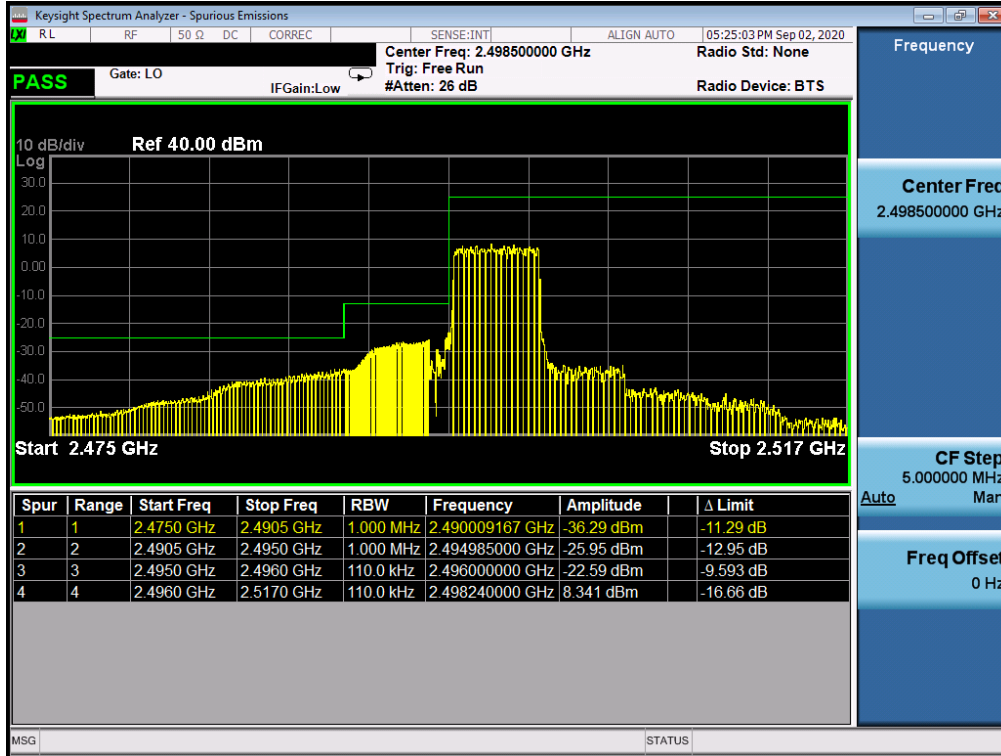 Keysight Spectrum Analyzer - Spurious Emissions
LXI RL RF 50 Ω DC CORREC SENSE:INT ALIGN AUTO 05:25:03 PM Sep 02, 2020
Center Freq: 2.498500000 GHz Radio Std: None
PASS Gate: LO Trig: Free Run
IFGain:Low #Atten: 26 dB Radio Device: BTS
10 dB/div Ref 40.00 dBm
Log
30.0
20.0
10.0
0.00
-10.0
-20.0
-30.0
-40.0
-50.0
Start 2.475 GHz Stop 2.517 GHz
Spur Range Start Freq Stop Freq RBW Frequency Amplitude Δ Limit
1 1 2.4750 GHz 2.4905 GHz 1.000 MHz 2.490009167 GHz -36.29 dBm -11.29 dB
2 2 2.4905 GHz 2.4950 GHz 1.000 MHz 2.494985000 GHz -25.95 dBm -12.95 dB
3 3 2.4950 GHz 2.4960 GHz 110.0 kHz 2.496000000 GHz -22.59 dBm -9.593 dB
4 4 2.4960 GHz 2.5170 GHz 110.0 kHz 2.498240000 GHz 8.341 dBm -16.66 dB
MSG STATUS
Frequency
Center Freq
2.498500000 GHz
CF Step
5.000000 MHz
Auto Man
Freq Offset
0 Hz